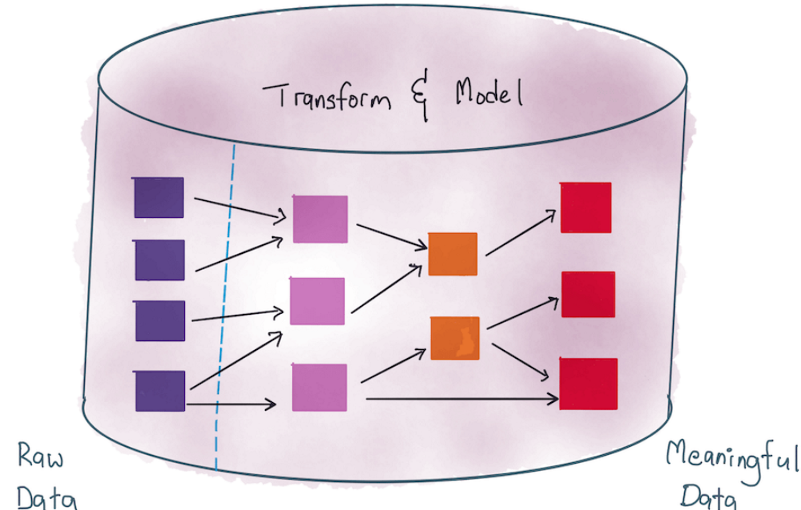 Transform & Model
Raw
Data
Meaningful
Data